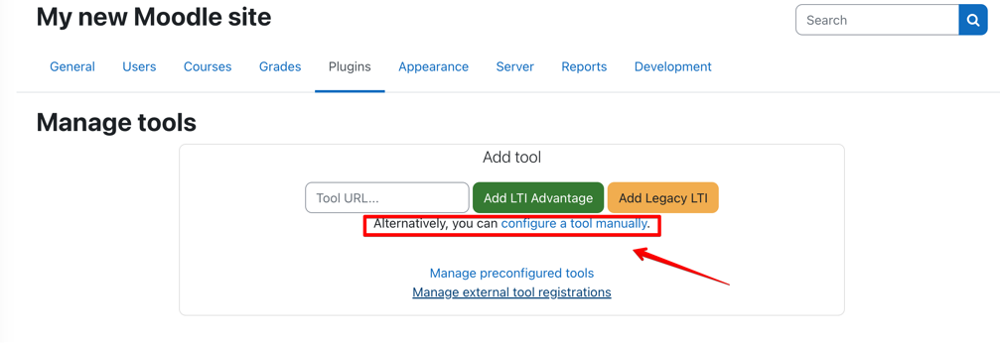 My new Moodle site
Search
General Users Courses Grades Plugins Appearance Server Reports Development
Manage tools
Add tool
Tool URL... Add LTI Advantage Add Legacy LTI
Alternatively, you can configure a tool manually.
Manage preconfigured tools
Manage external tool registrations